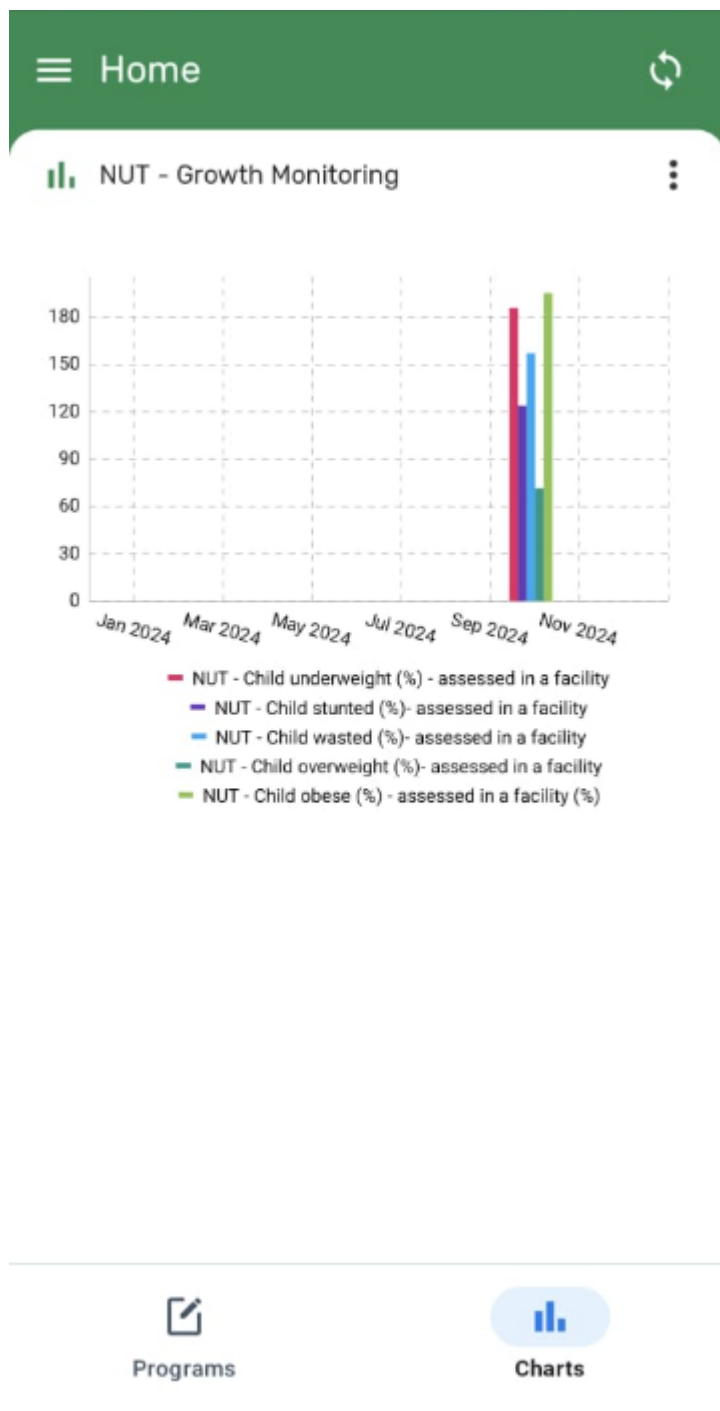 Home
NUT - Growth Monitoring
180
150
120
90
60
30
0
Jan 2024 Mar 2024 May 2024 Jul 2024 Sep 2024 Nov 2024
NUT - Child underweight (%) - assessed in a facility
NUT - Child stunted (%)- assessed in a facility
NUT - Child wasted (%)- assessed in a facility
NUT - Child overweight (%)- assessed in a facility
NUT - Child obese (%) - assessed in a facility (%)
Programs Charts